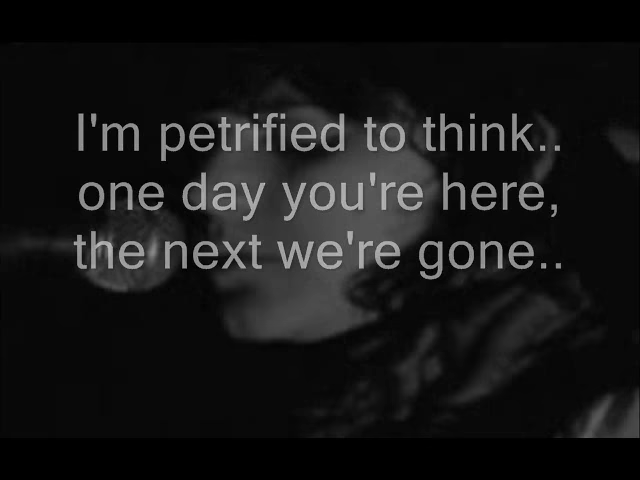 I'm petrified to think..
one day you're here,
the next we're gone..